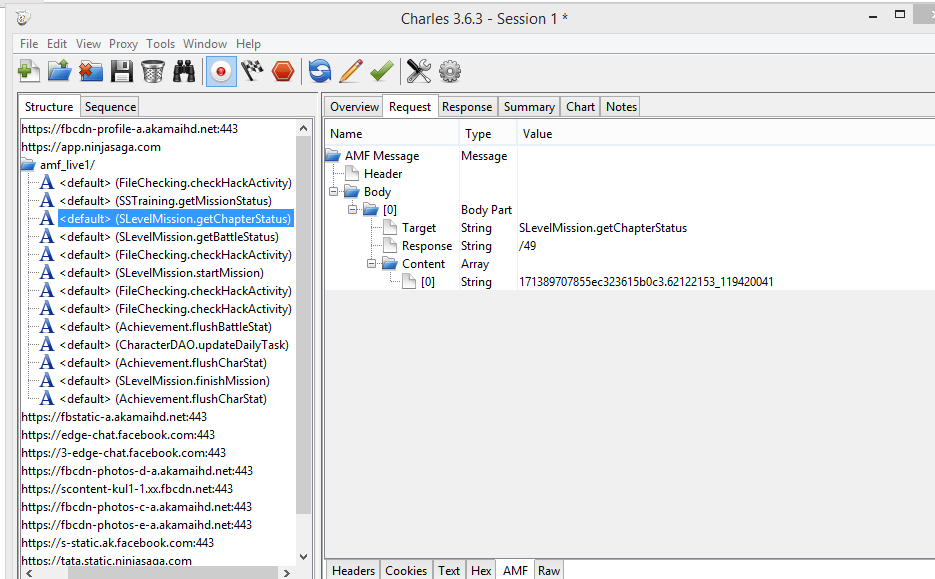 Charles 3.6.3 - Session 1 *
File Edit View Proxy Tools Window Help
Structure Sequence
https://fbcdn-profile-a.akamaihd.net:443
https://app.ninjasaga.com
amf_live1/
<default> (FileChecking.checkHackActivity)
<default> (SSTraining.getMissionStatus)
<default> (SLevelMission.getChapterStatus)
<default> (SLevelMission.getBattleStatus)
<default> (FileChecking.checkHackActivity)
<default> (SLevelMission.startMission)
<default> (FileChecking.checkHackActivity)
<default> (FileChecking.checkHackActivity)
<default> (Achievement.flushBattleStat)
<default> (CharacterDAO.updateDailyTask)
<default> (Achievement.flushCharStat)
<default> (SLevelMission.finishMission)
<default> (Achievement.flushCharStat)
https://fbstatic-a.akamaihd.net:443
https://edge-chat.facebook.com:443
https://3-edge-chat.facebook.com:443
https://fbcdn-photos-d-a.akamaihd.net:443
https://scontent-kul1-1.xx.fbcdn.net:443
https://fbcdn-photos-c-a.akamaihd.net:443
https://fbcdn-photos-e-a.akamaihd.net:443
https://s-static.ak.facebook.com:443
https://tata.static.ninjasaga.com
Overview Request Response Summary Chart Notes
Name Type Value
AMF Message Message
Header
Body
[0] Body Part
Target String SLevelMission.getChapterStatus
Response String /49
Content Array
[0] String 171389707855ec323615b0c3.62122153_119420041
Headers Cookies Text Hex AMF Raw